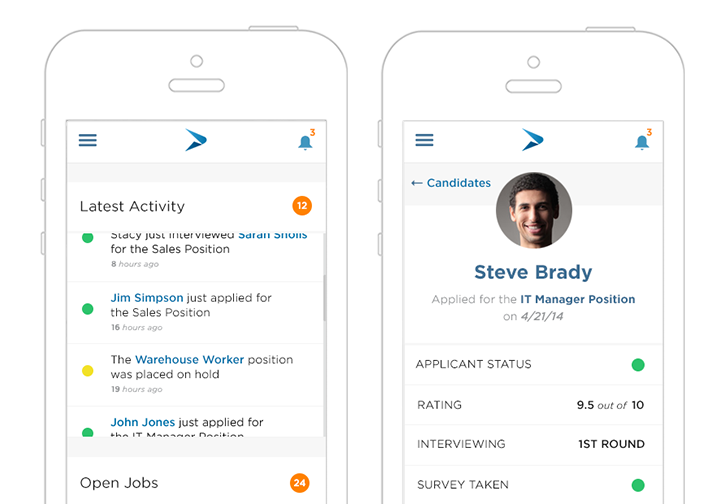 3
Latest Activity
12
Stacy just interviewed Sarah Sholls
for the Sales Position
8 hours ago
Jim Simpson just applied for
the Sales Position
16 hours ago
The Warehouse Worker position
was placed on hold
19 hours ago
John Jones just applied for
the IT Manager Position
Open Jobs
24
3
← Candidates
Steve Brady
Applied for the IT Manager Position
on 4/21/14
APPLICANT STATUS
RATING 9.5 out of 10
INTERVIEWING 1ST ROUND
SURVEY TAKEN